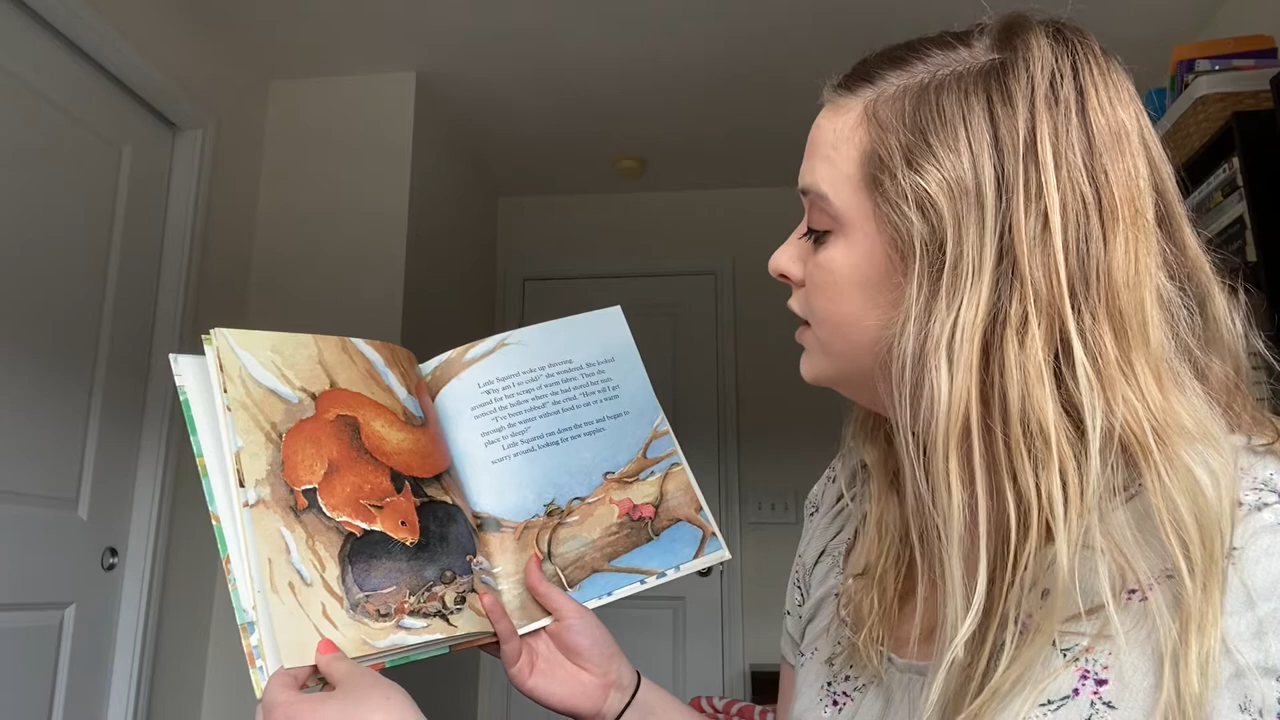 Little Squirrel woke up shivering.
"Why am I so cold?" she wondered. She looked
around for her scraps of warm fabric. Then she
noticed the hollow where she had stored her nuts.
"I've been robbed!" she cried. "How will I get
through the winter without food to eat or a warm
place to sleep?"
Little Squirrel ran down the tree and began to
scurry around, looking for new supplies.